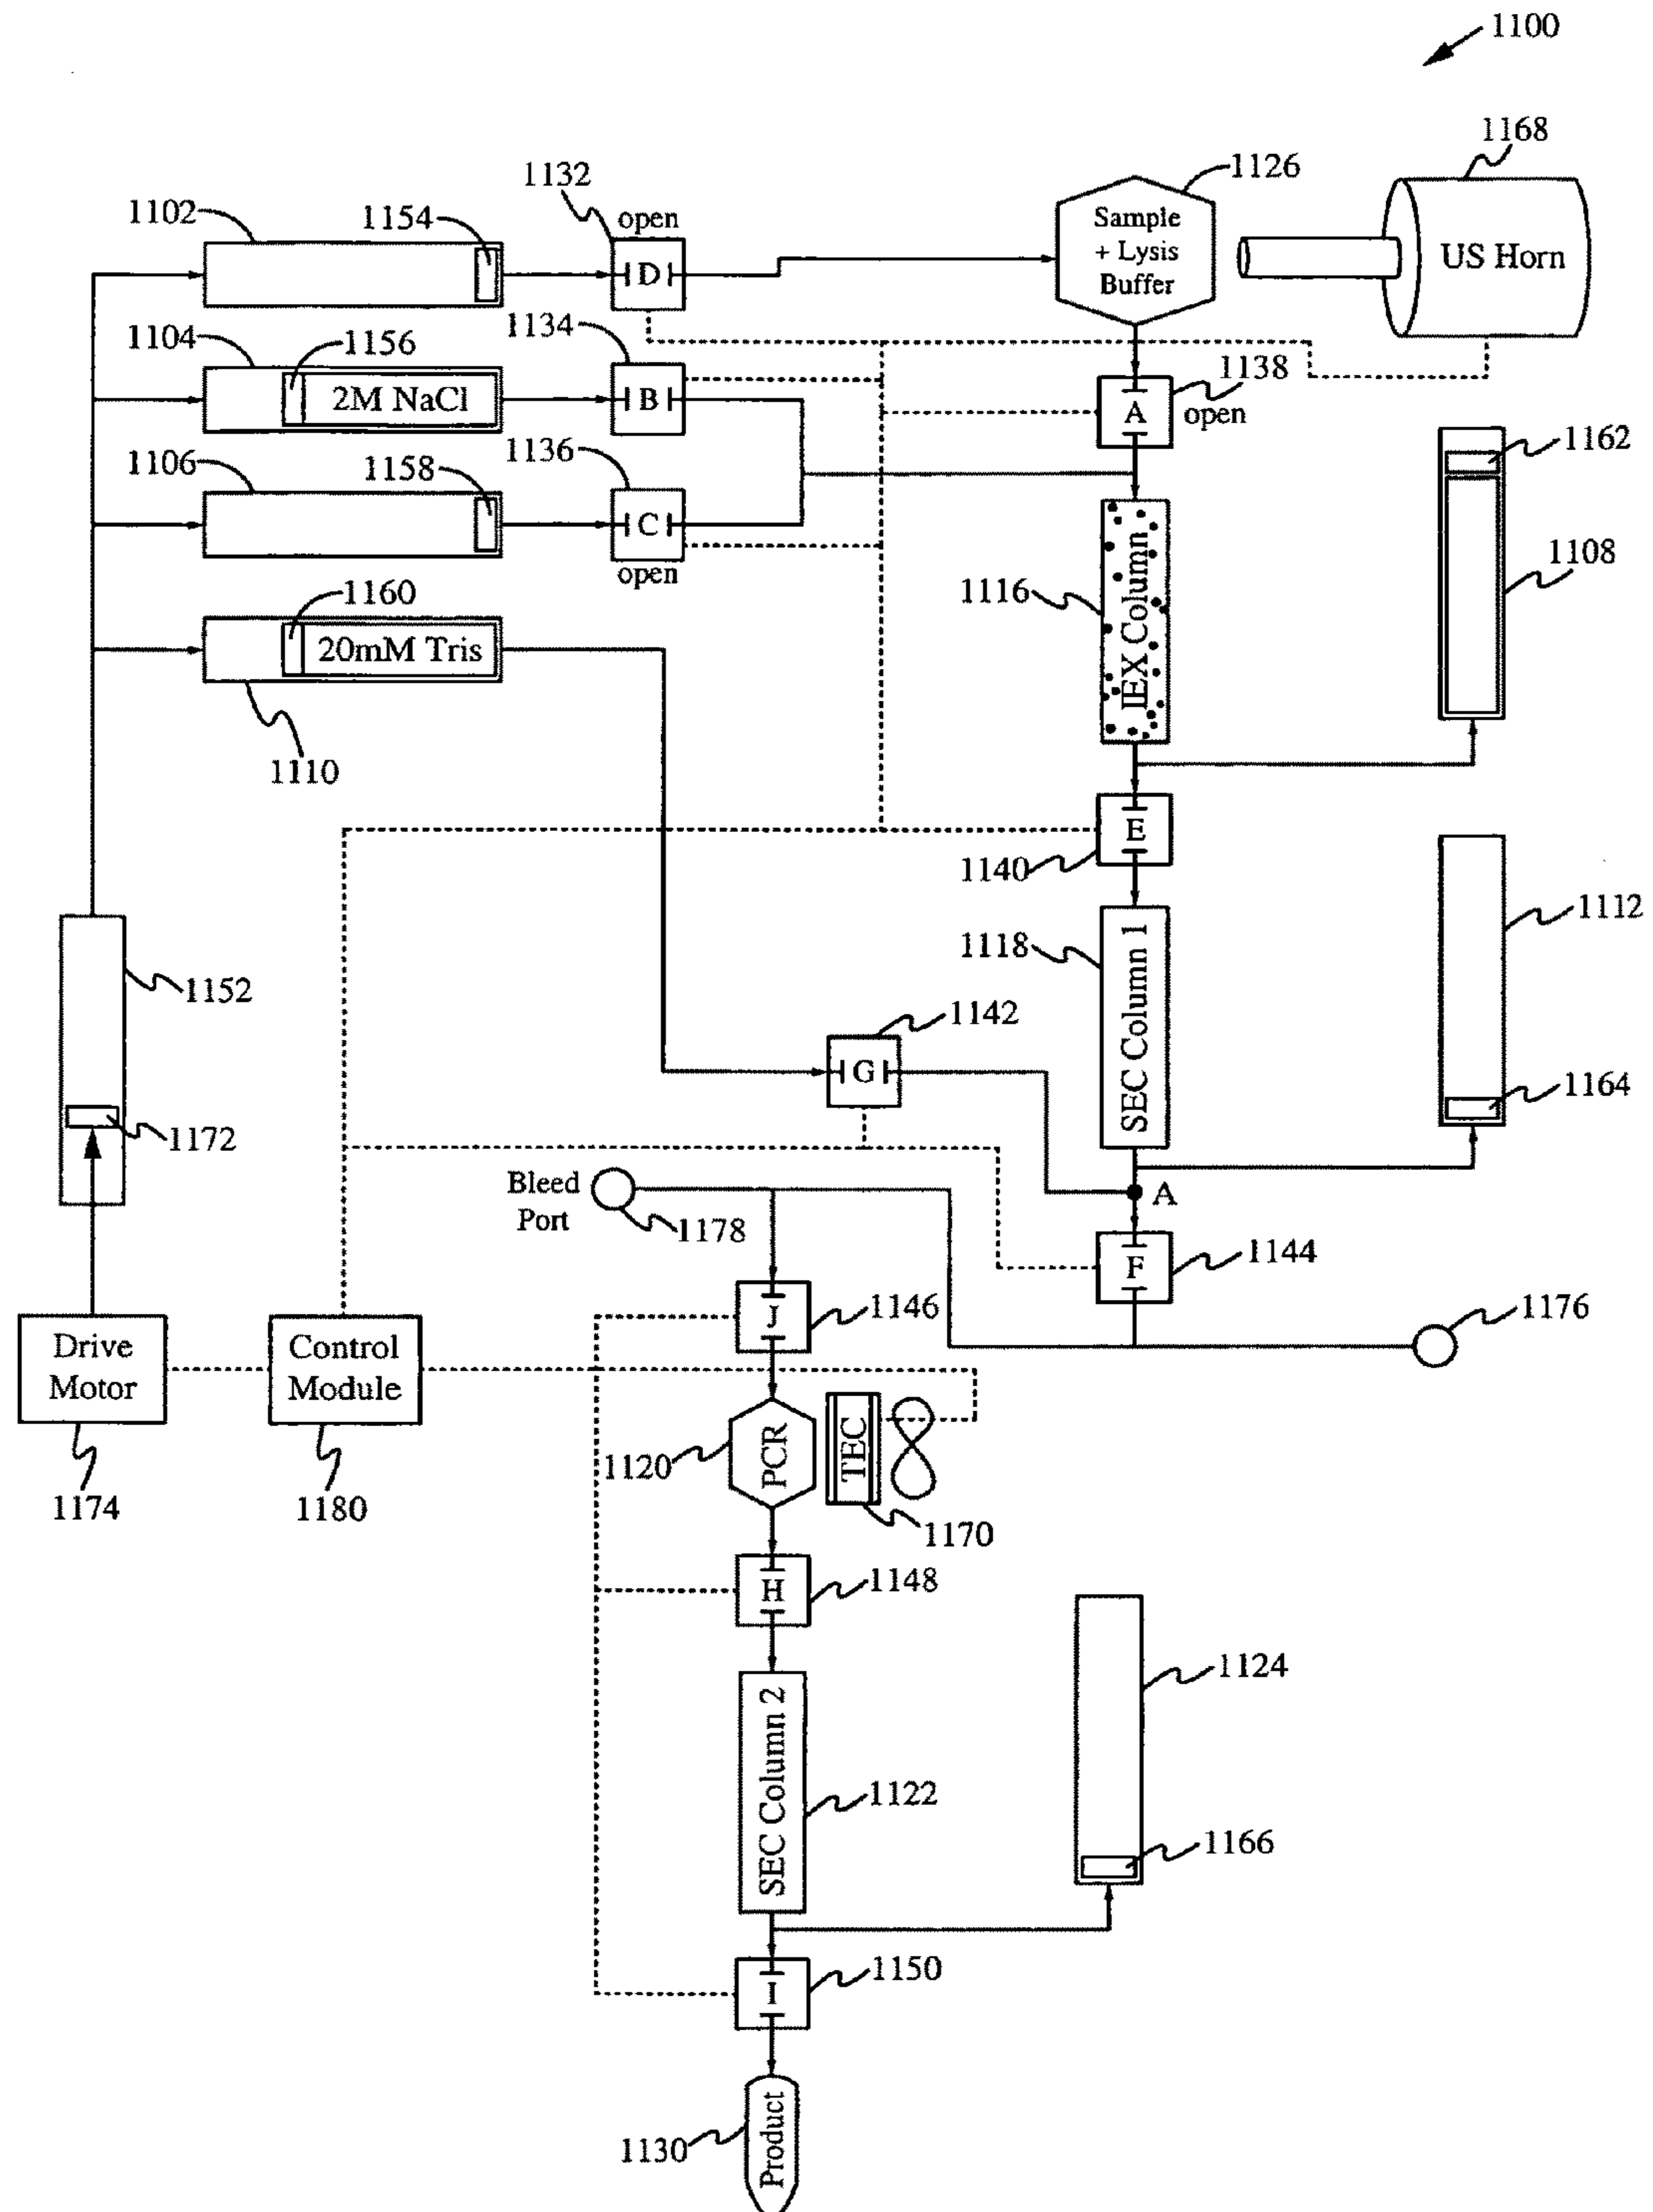 1100
1168
1132
1126
1102
1154
open
Sample
+ Lysis
Buffer
US Horn
D
1104
1156
1134
1138
2M NaCl
B
A
open
1106
1158
1136
1162
C
open
1108
1116
IEX Column
1160
20mM Tris
1110
E
1140
1112
1118
SEC Column 1
1152
1142
G
1164
1172
Bleed
Port
1178
A
F
1144
J
1146
1176
Drive
Motor
Control
Module
1120
PCR
TEC
1174
1180
1170
H
1148
1124
SEC Column 2
1122
1166
I
1150
1130
Product